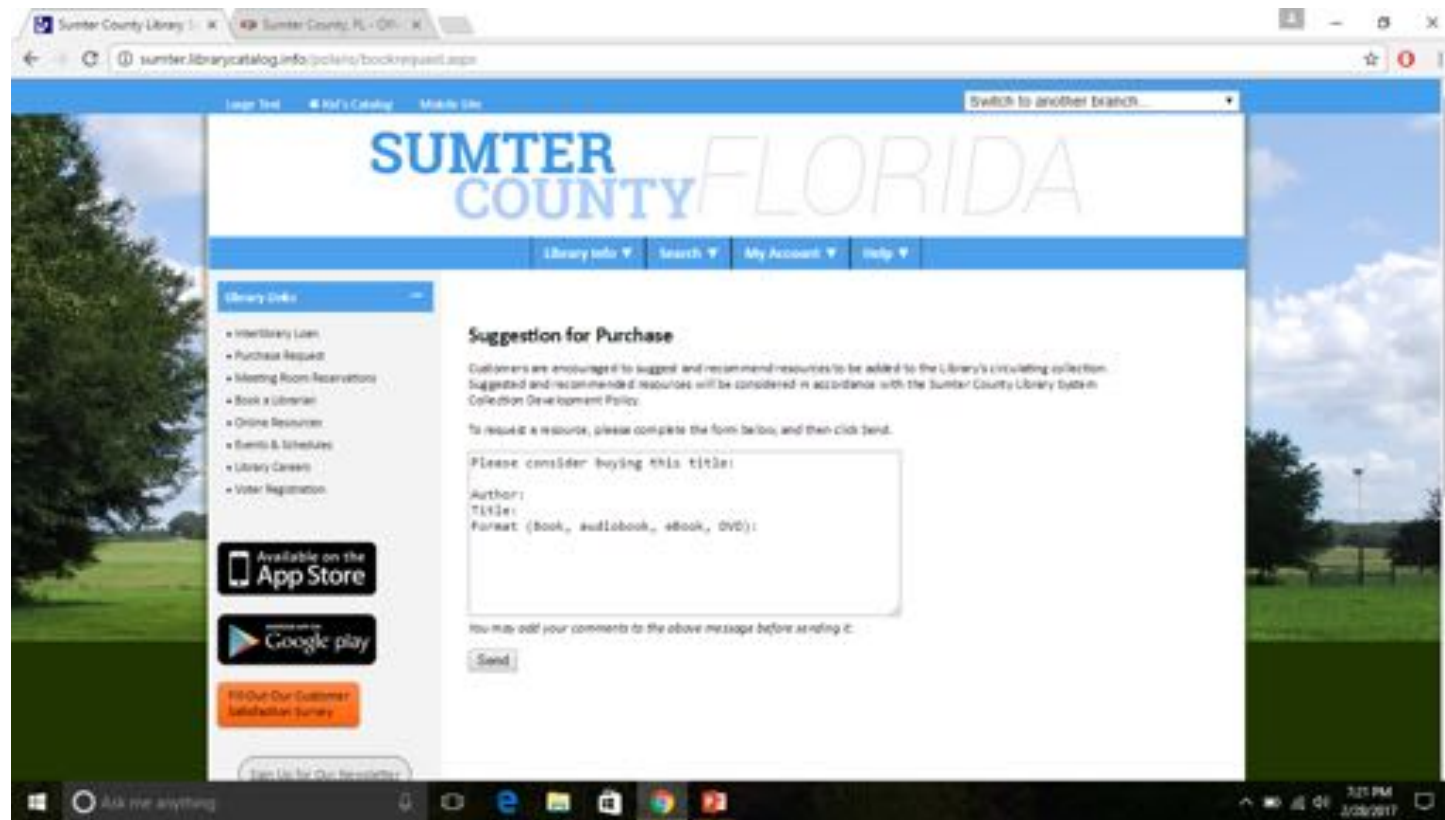 Sumter County Library
Sumter County, FL - Offi
sumter.librarycatalog.info/polaris/bookrequest.aspx
Large Text Kid's Catalog Mobile Site
Switch to another branch...
SUMTER
COUNTY
FLORIDA
Library Info ▼ Search ▼ My Account ▼ Help ▼
Library Links
• Interlibrary Loan
• Purchase Request
• Meeting Room Reservations
• Book a Librarian
• Online Resources
• Events & Schedules
• Library Careers
• Voter Registration
Available on the
App Store
Google play
Fill Out Our Customer
Satisfaction Survey
Sign Up for Our Newsletter
Suggestion for Purchase
Customers are encouraged to suggest and recommend resources to be added to the Library's circulating collection.
Suggested and recommended resources will be considered in accordance with the Sumter County Library System
Collection Development Policy.
To request a resource, please complete the form below, and then click Send.
Please consider buying this title:
Author:
Title:
Format (Book, audiobook, eBook, DVD):
You may add your comments to the above message before sending it.
Send
Ask me anything
7:21 PM